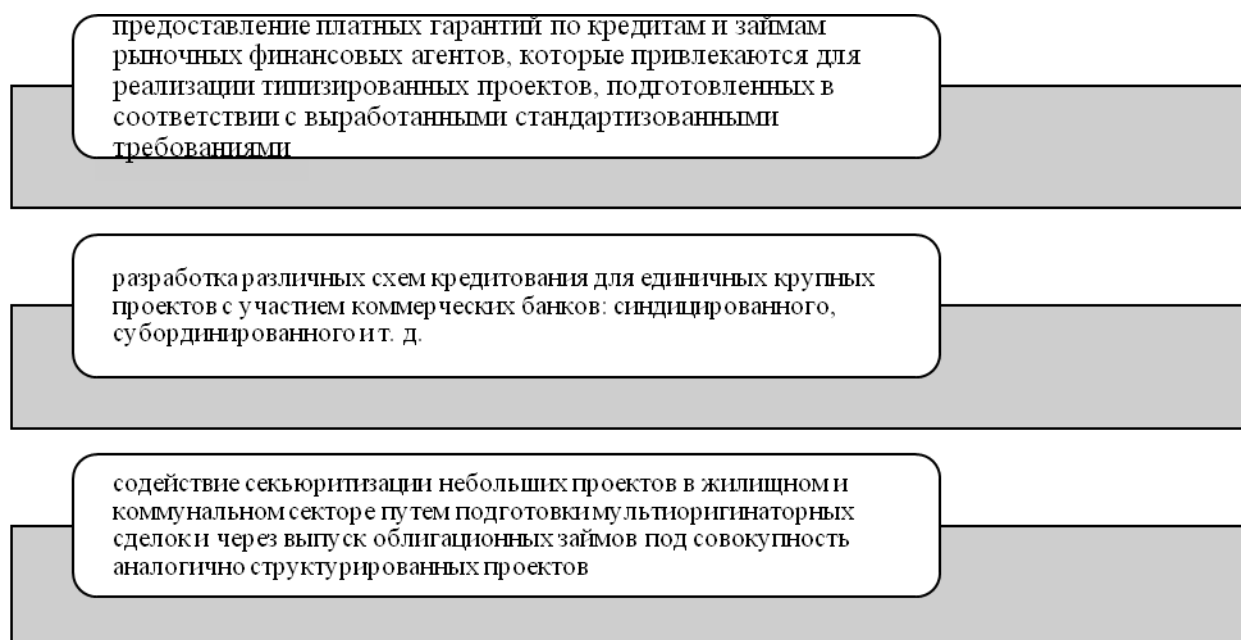 предоставление платных гарантий по кредитам и займам
рыночных финансовых агентов, которые привлекаются для
реализации типизированных проектов, подготовленных в
соответствии с выработанными стандартизованными
требованиями
разработка различных схем кредитования для единичных крупных
проектов с участием коммерческих банков: синдицированного,
субординированного и т. д.
содействие секьюритизации небольших проектов в жилищном и
коммунальном секторе путем подготовки мультиоригинаторных
сделок и через выпуск облигационных займов под совокупность
аналогично структурированных проектов